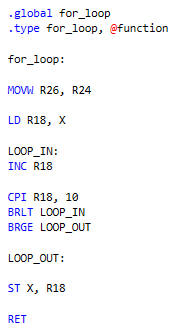 .global for_loop
.type for_loop, @function
for_loop:
MOVW R26, R24
LD R18, X
LOOP_IN:
INC R18
CPI R18, 10
BRLT LOOP_IN
BRGE LOOP_OUT
LOOP_OUT:
ST X, R18
RET